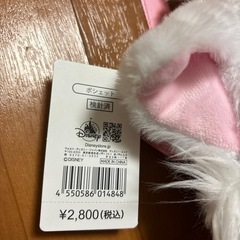 ポシェット
検針済
Disney
store
Disneystore.jp
©DISNEY
MADE IN CHINA
4 550586 014848
¥2,800(税込)